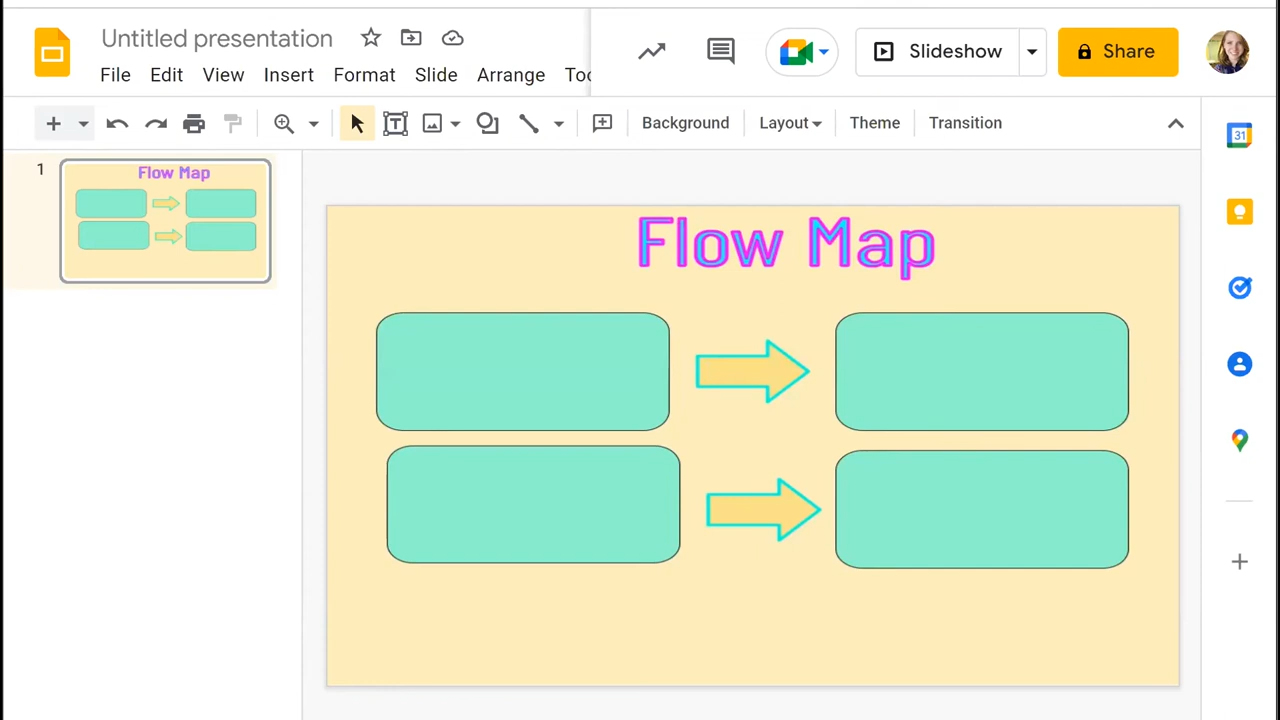 Untitled presentation
File Edit View Insert Format Slide Arrange Too
Slideshow
Share
Background Layout Theme Transition
31
1
Flow Map
Flow Map